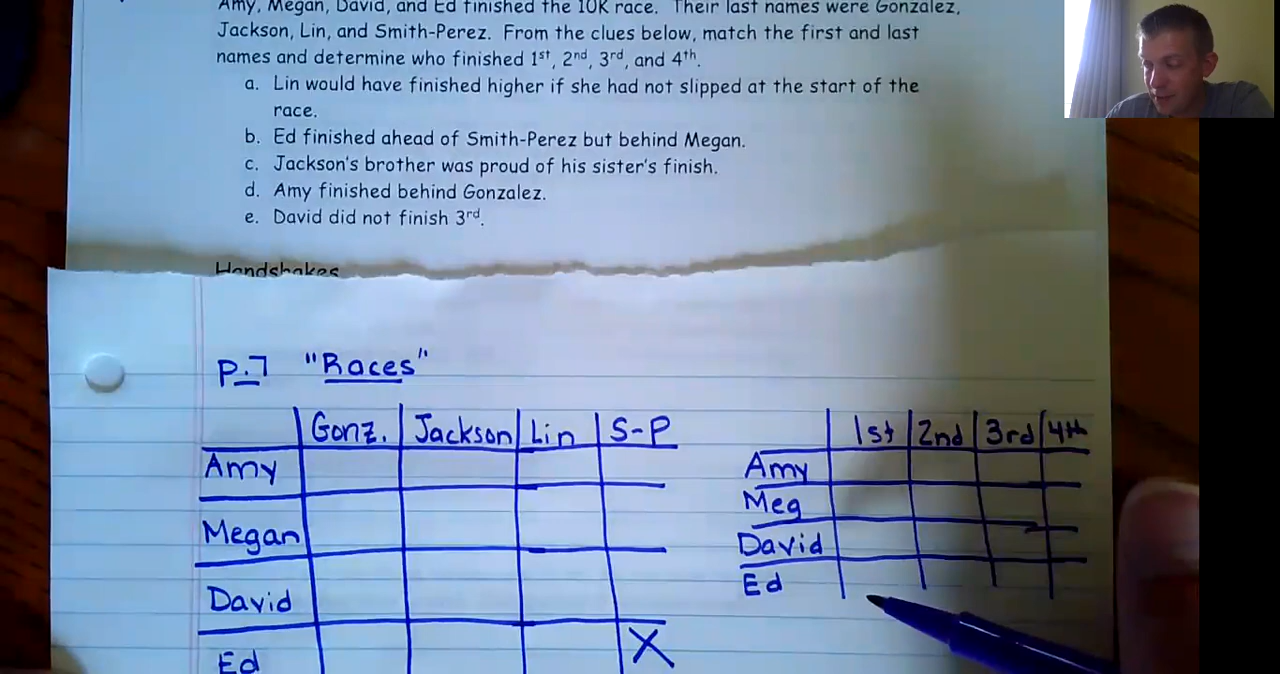 Amy, Megan, David, and Ed finished the 10K race. Their last names were Gonzalez,
Jackson, Lin, and Smith-Perez. From the clues below, match the first and last
names and determine who finished 1st, 2nd, 3rd, and 4th.
a. Lin would have finished higher if she had not slipped at the start of the
race.
b. Ed finished ahead of Smith-Perez but behind Megan.
c. Jackson's brother was proud of his sister's finish.
d. Amy finished behind Gonzalez.
e. David did not finish 3rd.
Handshakes
p.7 "Races"
Gonz. Jackson Lin S-P
Amy
Megan
David
Ed X
1st 2nd 3rd 4th
Amy
Meg
David
Ed